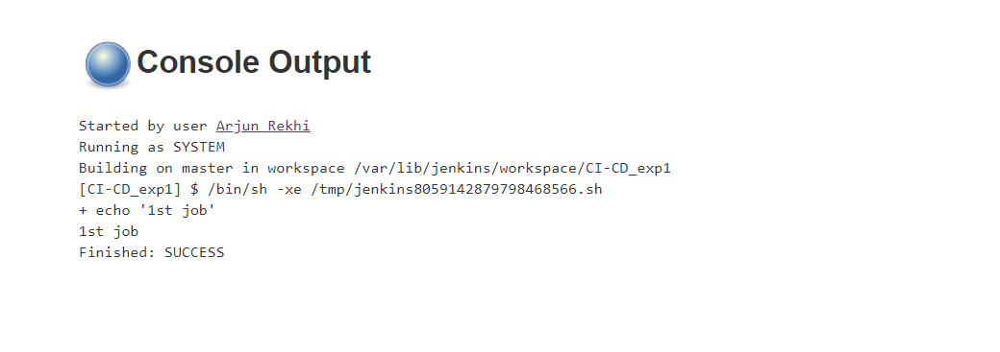 Console Output
Started by user Arjun Rekhi
Running as SYSTEM
Building on master in workspace /var/lib/jenkins/workspace/CI-CD_exp1
[CI-CD_exp1] $ /bin/sh -xe /tmp/jenkins8059142879798468566.sh
+ echo '1st job'
1st job
Finished: SUCCESS